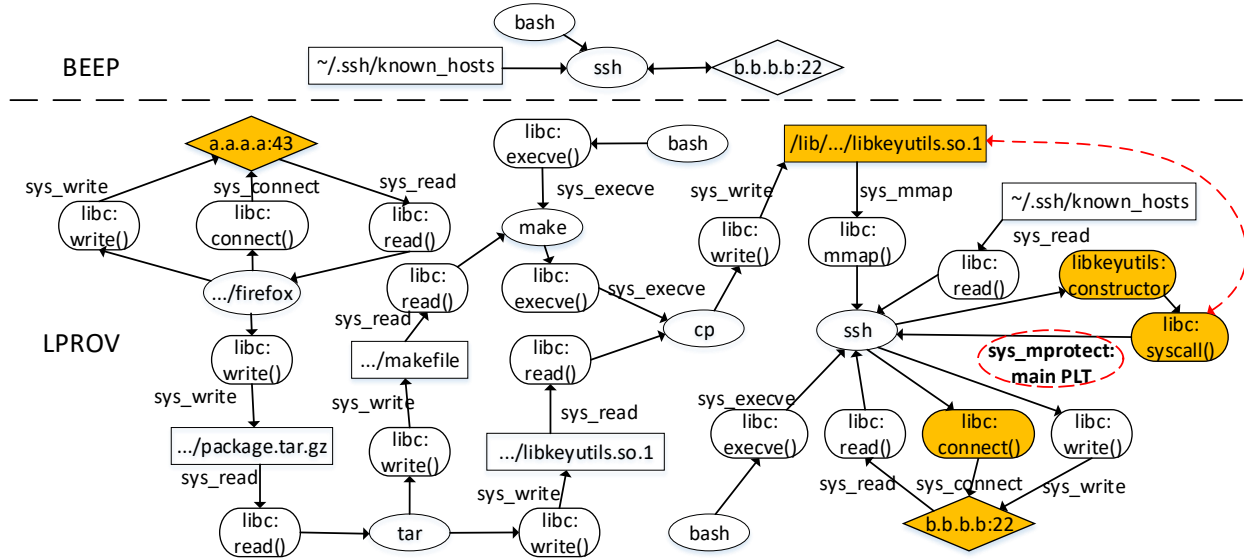 bash
BEEP
~/.ssh/known_hosts
ssh
b.b.b.b:22
LPROV
a.a.a.a:43
sys_write
sys_connect
sys_read
libc:
write()
libc:
connect()
libc:
read()
.../firefox
libc:
write()
sys_write
.../package.tar.gz
sys_read
libc:
read()
tar
libc:
write()
sys_write
.../makefile
sys_read
libc:
read()
libc:
write()
sys_write
.../libkeyutils.so.1
sys_read
libc:
read()
bash
libc:
execve()
sys_execve
make
libc:
execve()
sys_execve
cp
libc:
write()
sys_write
/lib/.../libkeyutils.so.1
sys_mmap
libc:
mmap()
~/.ssh/known_hosts
sys_read
libc:
read()
ssh
libkeyutils:
constructor
libc:
syscall()
sys_mprotect:
main PLT
bash
libc:
execve()
sys_execve
libc:
read()
sys_read
libc:
connect()
sys_connect
libc:
write()
sys_write
b.b.b.b:22